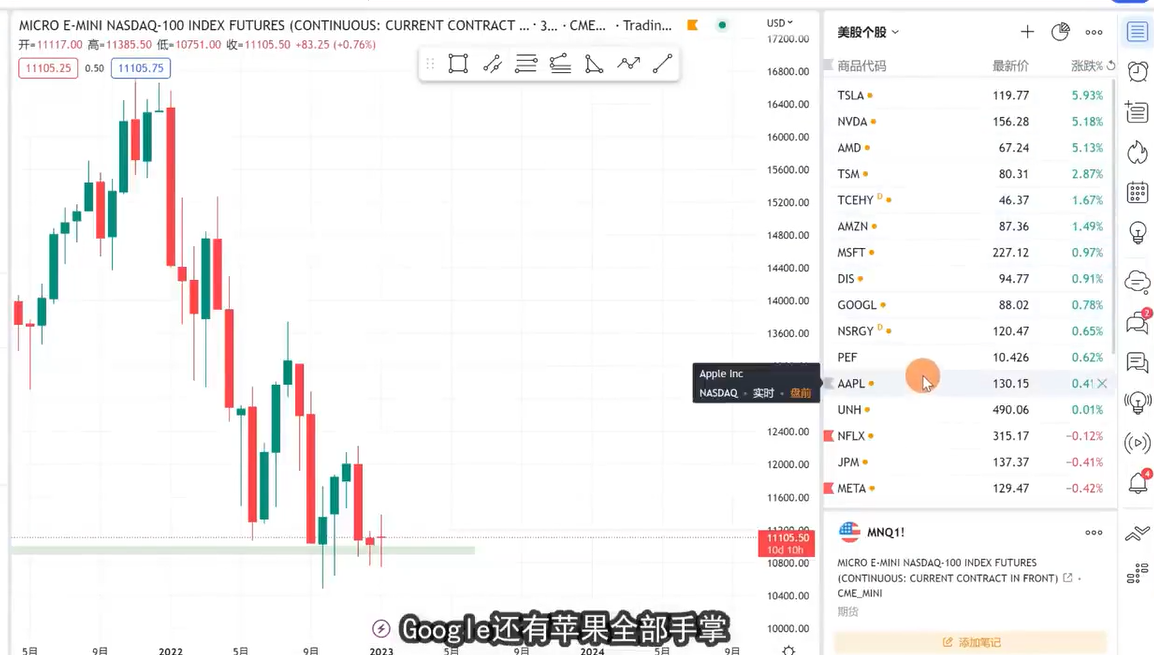 MICRO E-MINI NASDAQ-100 INDEX FUTURES (CONTINUOUS: CURRENT CONTRACT ... · 3... · CME... · Tradin...
开=11117.00 高=11385.50 低=10751.00 收=11105.50 +83.25 (+0.76%)
11105.25 0.50 11105.75
USD
17200.00
16800.00
16400.00
16000.00
15600.00
15200.00
14800.00
14400.00
14000.00
13600.00
12400.00
12000.00
11600.00
11200.00
11105.50
10d 10h
10800.00
10400.00
10000.00
5月 9月 2022 5月 9月 2023 5月 9月 2024 5月 9月
Apple Inc
NASDAQ · 实时 · 盘前
Google还有苹果全部手掌
美股个股
商品代码 最新价 涨跌%
TSLA 119.77 5.93%
NVDA 156.28 5.18%
AMD 67.24 5.13%
TSM 80.31 2.87%
TCEHY D 46.37 1.67%
AMZN 87.36 1.49%
MSFT 227.12 0.97%
DIS 94.77 0.91%
GOOGL 88.02 0.78%
NSRGY D 120.47 0.65%
PEF 10.426 0.62%
AAPL 130.15 0.41
UNH 490.06 0.01%
NFLX 315.17 −0.12%
JPM 137.37 −0.41%
META 129.47 −0.42%
MNQ1!
MICRO E-MINI NASDAQ-100 INDEX FUTURES
(CONTINUOUS: CURRENT CONTRACT IN FRONT) ·
CME_MINI
期货
添加笔记
2
4